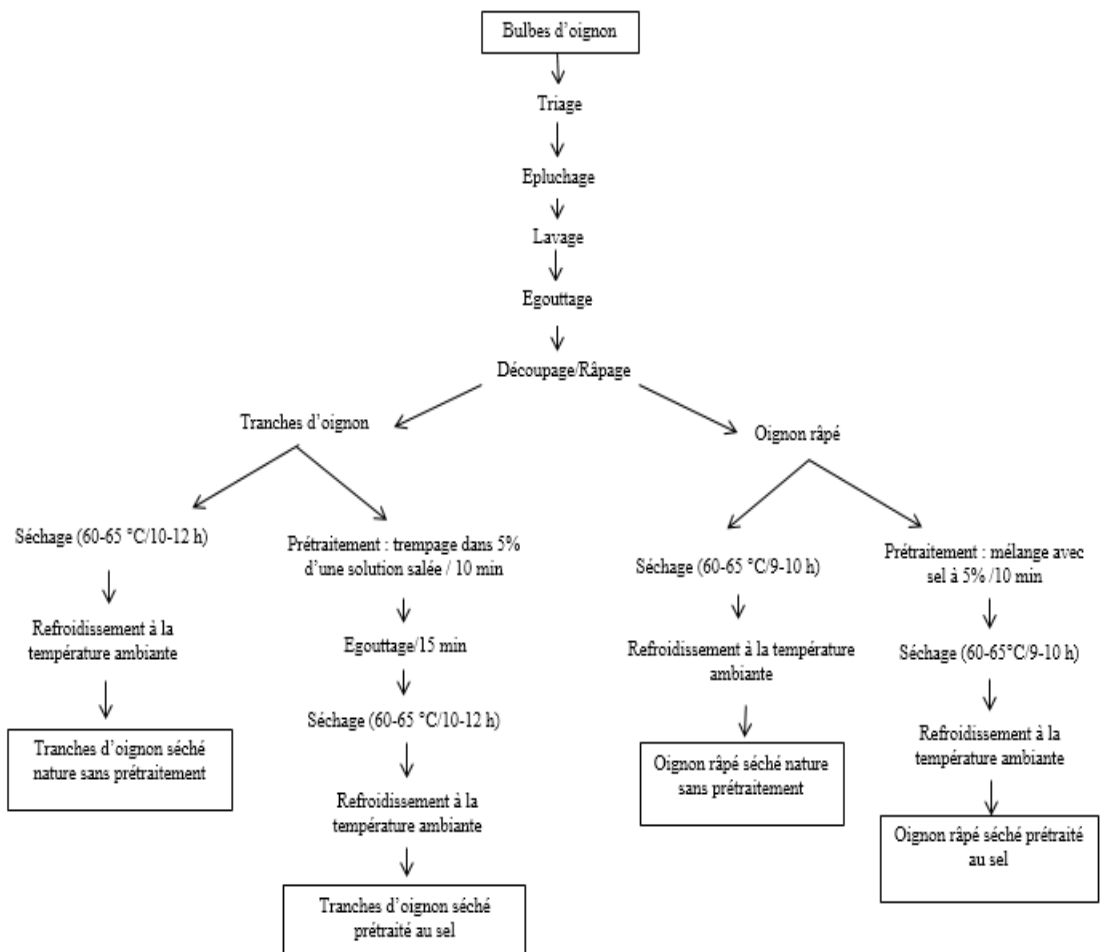 Bulbes d’oignon
Triage
Epluchage
Lavage
Egouttage
Découpage/Râpage
Tranches d’oignon
Oignon râpé
Séchage (60-65 °C/10-12 h)
Refroidissement à la
température ambiante
Tranches d’oignon séché
nature sans prétraitement
Prétraitement : trempage dans 5%
d’une solution salée / 10 min
Egouttage/15 min
Séchage (60-65 °C/10-12 h)
Refroidissement à la
température ambiante
Tranches d’oignon séché
prétraité au sel
Séchage (60-65 °C/9-10 h)
Refroidissement à la température
ambiante
Oignon râpé séché nature
sans prétraitement
Prétraitement : mélange avec
sel à 5% /10 min
Séchage (60-65°C/9-10 h)
Refroidissement à la
température ambiante
Oignon râpé séché prétraité
au sel